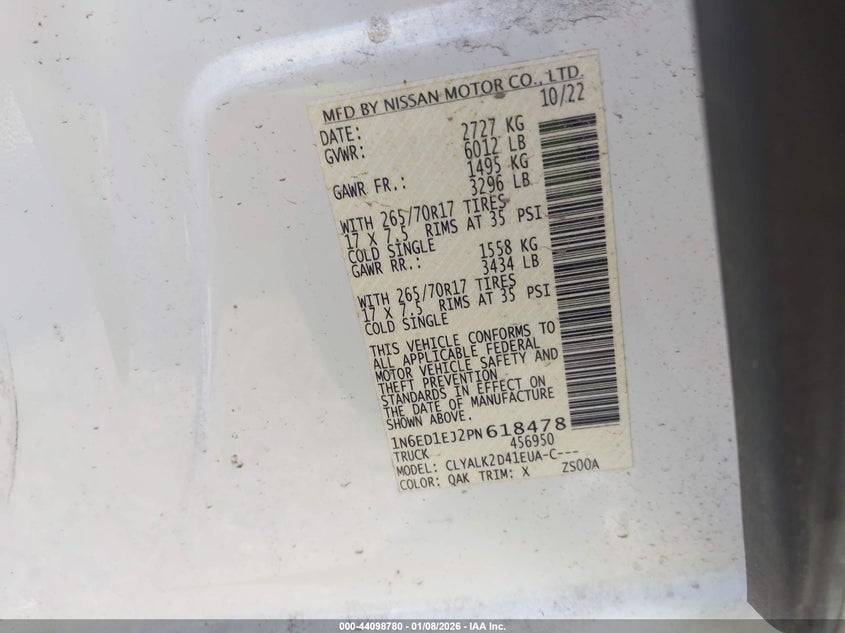 MFD BY NISSAN MOTOR CO., LTD.
DATE: 10/22
GVWR: 2727 KG
6012 LB
GAWR FR.: 1495 KG
3296 LB
WITH 265/70R17 TIRES
17 X 7.5 RIMS AT 35 PSI
COLD SINGLE
GAWR RR.: 1558 KG
3434 LB
WITH 265/70R17 TIRES
17 X 7.5 RIMS AT 35 PSI
COLD SINGLE
THIS VEHICLE CONFORMS TO
ALL APPLICABLE FEDERAL
MOTOR VEHICLE SAFETY AND
THEFT PREVENTION
STANDARDS IN EFFECT ON
THE DATE OF MANUFACTURE
SHOWN ABOVE.
1N6ED1EJ2PN618478
TRUCK 456950
MODEL: CLYALK2D41EUA-C---
COLOR: QAK TRIM: X ZS00A
000-44098780 - 01/08/2026 - IAA Inc.